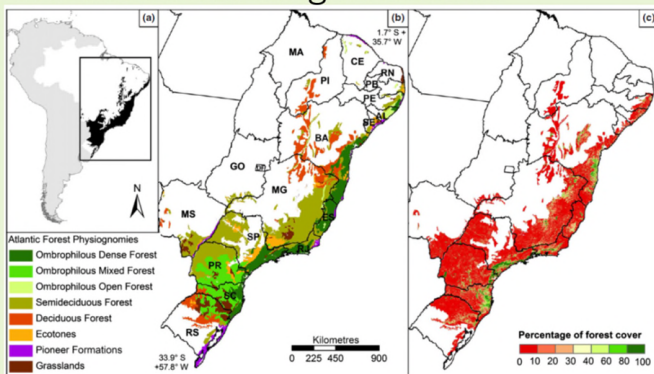 (a)
N
Atlantic Forest Physiognomies
Ombrophilous Dense Forest
Ombrophilous Mixed Forest
Ombrophilous Open Forest
Semideciduous Forest
Deciduous Forest
Ecotones
Pioneer Formations
Grasslands
(b)
1.7° S +
35.7° W
MA
CE
RN
PI
PB
PE
AL
SE
BA
GO
DF
MG
MS
ES
SP
RJ
PR
SC
RS
33.9° S
+57.8° W
Kilometres
0 225 450 900
(c)
Percentage of forest cover
0 10 20 30 40 60 80 100